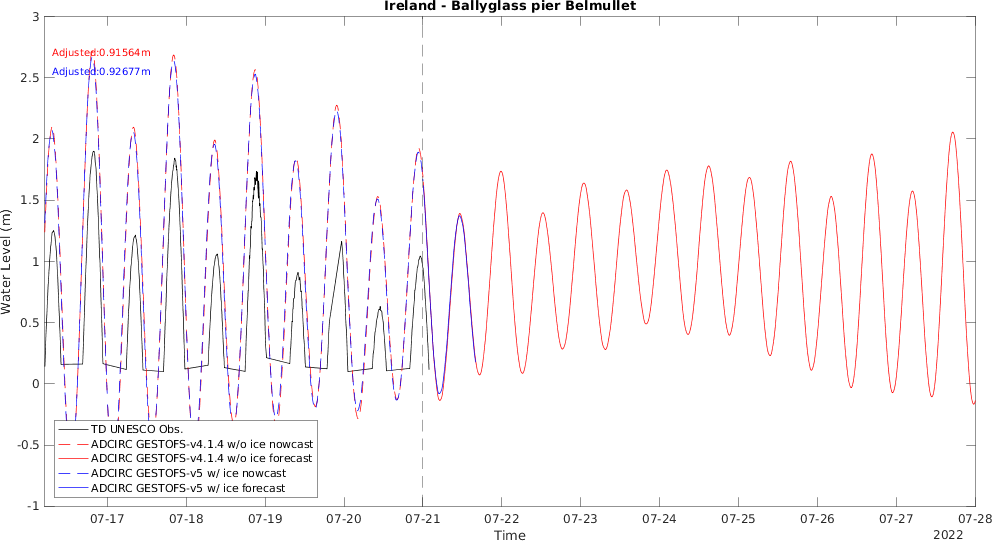 Ireland - Ballyglass pier Belmullet
Adjusted:0.91564m
Adjusted:0.92677m
Water Level (m)
3
2.5
2
1.5
1
0.5
0
-0.5
-1
TD UNESCO Obs.
ADCIRC GESTOFS-v4.1.4 w/o ice nowcast
ADCIRC GESTOFS-v4.1.4 w/o ice forecast
ADCIRC GESTOFS-v5 w/ ice nowcast
ADCIRC GESTOFS-v5 w/ ice forecast
07-17 07-18 07-19 07-20 07-21 07-22 07-23 07-24 07-25 07-26 07-27 07-28
Time
2022